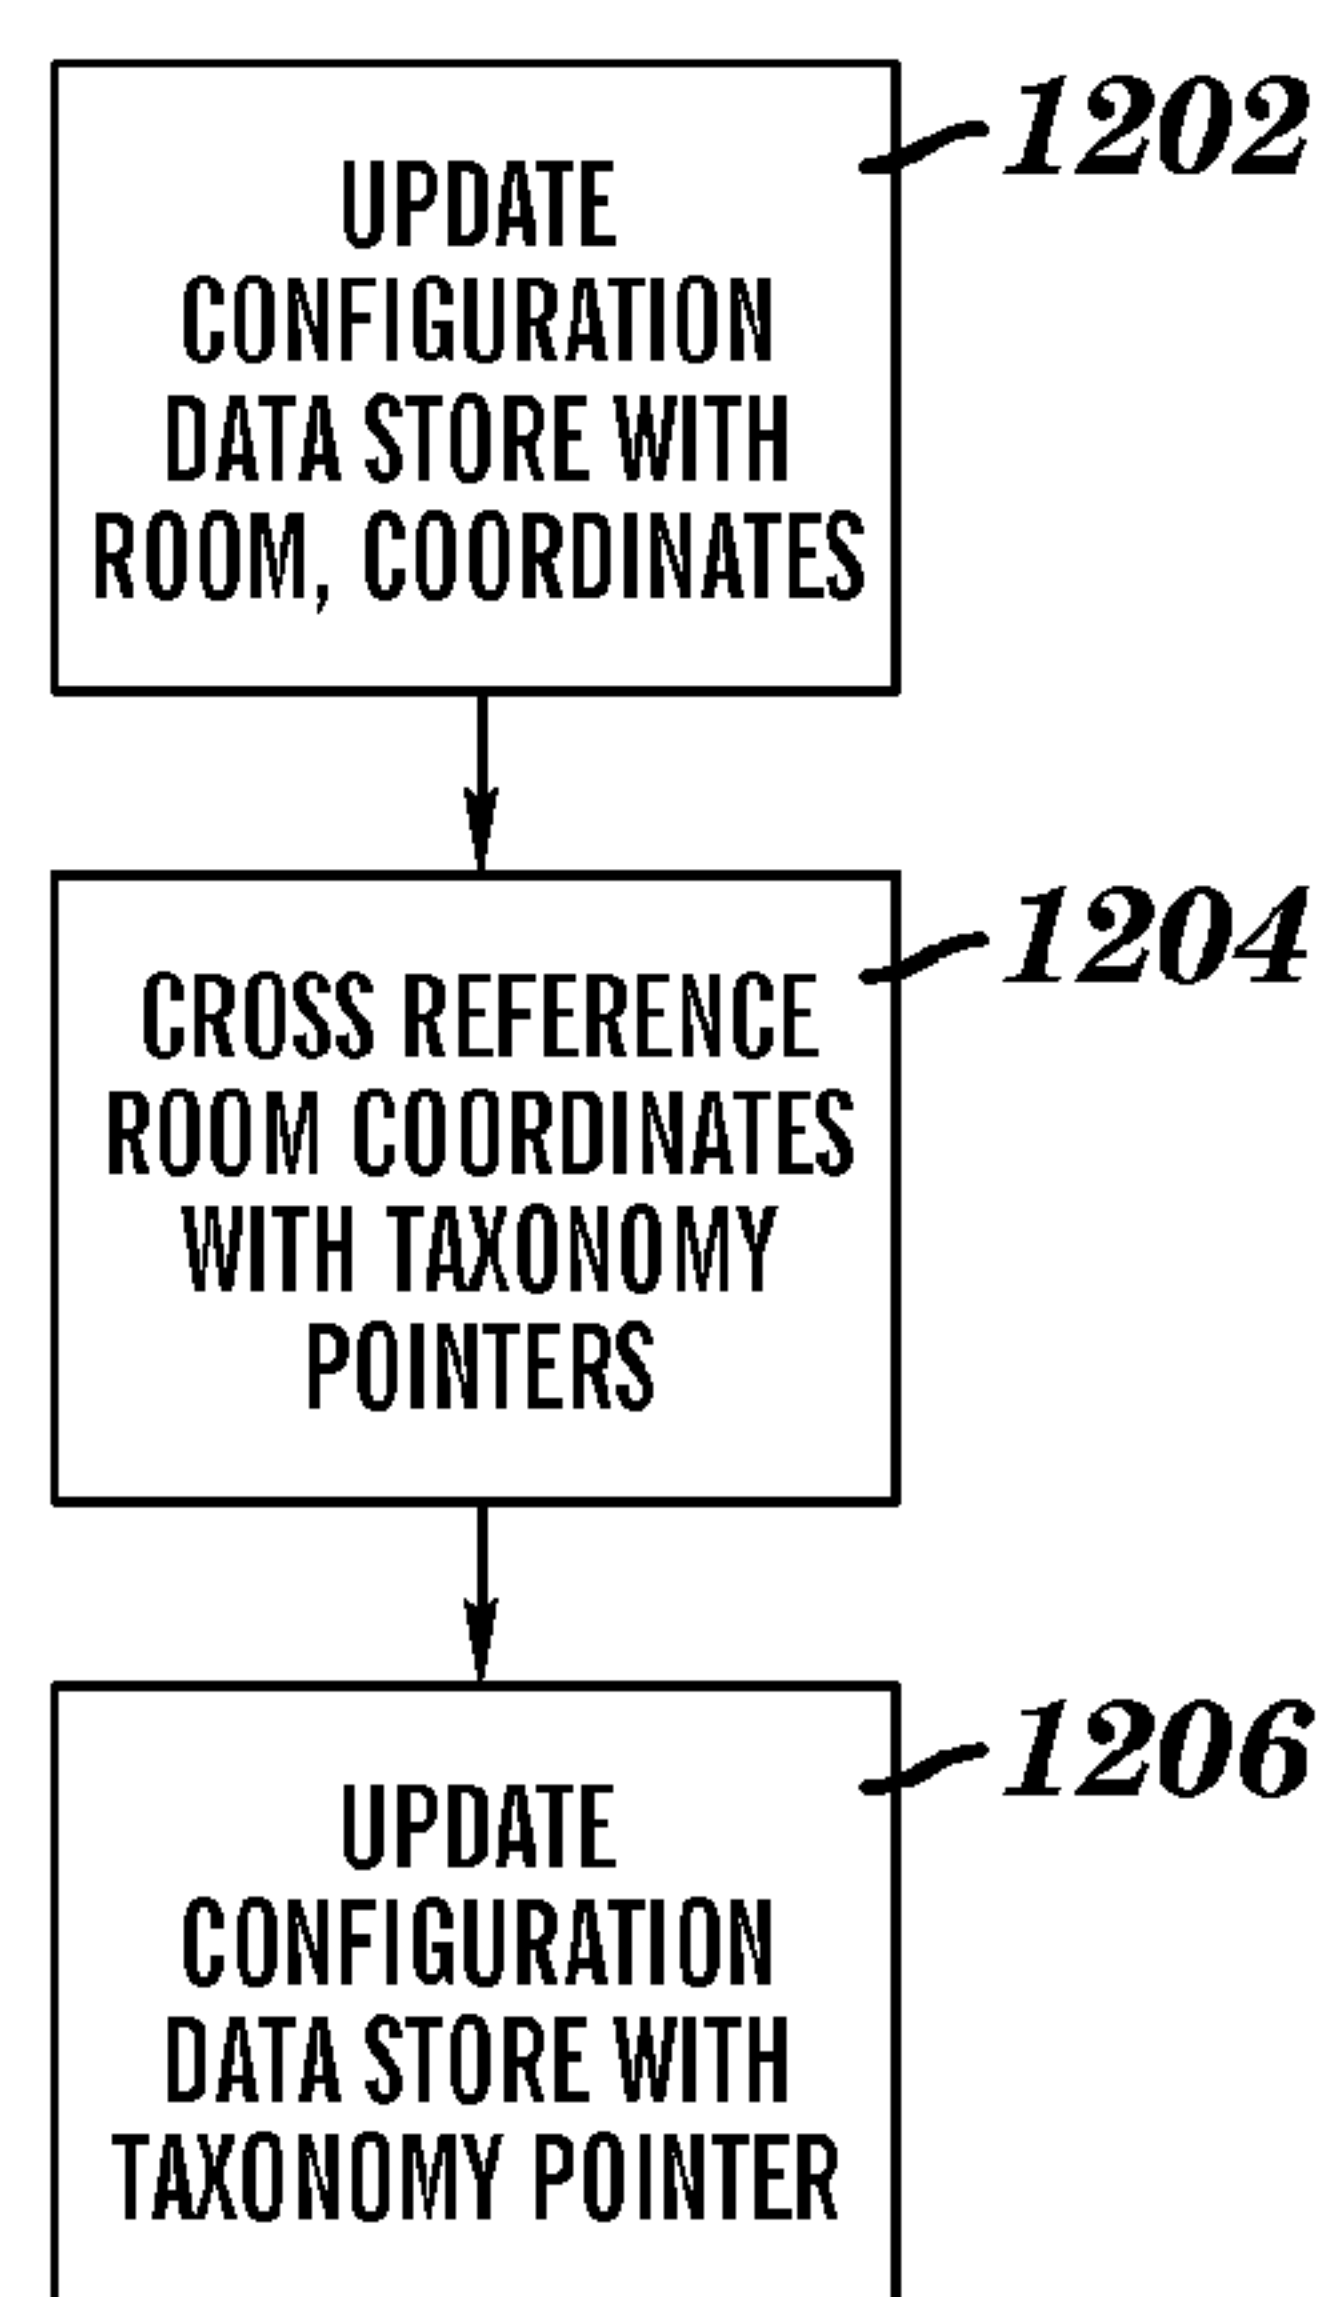 1202
UPDATE
CONFIGURATION
DATA STORE WITH
ROOM, COORDINATES
1204
CROSS REFERENCE
ROOM COORDINATES
WITH TAXONOMY
POINTERS
1206
UPDATE
CONFIGURATION
DATA STORE WITH
TAXONOMY POINTER